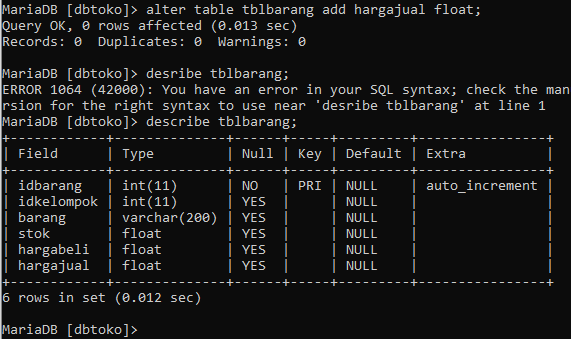 MariaDB [dbtoko]> alter table tblbarang add hargajual float;
Query OK, 0 rows affected (0.013 sec)
Records: 0  Duplicates: 0  Warnings: 0

MariaDB [dbtoko]> desribe tblbarang;
ERROR 1064 (42000): You have an error in your SQL syntax; check the man
rsion for the right syntax to use near 'desribe tblbarang' at line 1
MariaDB [dbtoko]> describe tblbarang;
+------------+--------------+------+-----+---------+----------------+
| Field      | Type         | Null | Key | Default | Extra          |
+------------+--------------+------+-----+---------+----------------+
| idbarang   | int(11)      | NO   | PRI | NULL    | auto_increment |
| idkelompok | int(11)      | YES  |     | NULL    |                |
| barang     | varchar(200) | YES  |     | NULL    |                |
| stok       | float        | YES  |     | NULL    |                |
| hargabeli  | float        | YES  |     | NULL    |                |
| hargajual  | float        | YES  |     | NULL    |                |
+------------+--------------+------+-----+---------+----------------+
6 rows in set (0.012 sec)

MariaDB [dbtoko]>